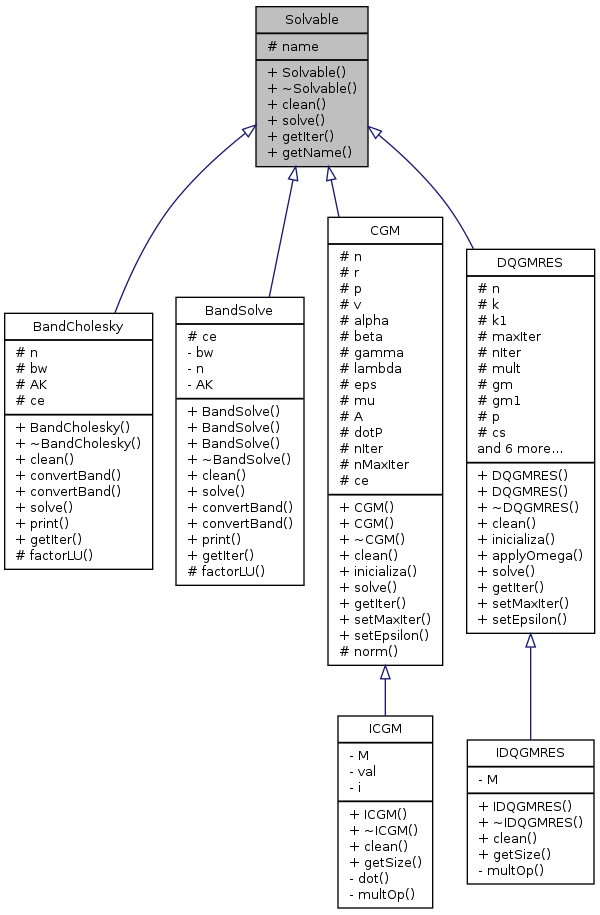 Solvable
# name
+ Solvable()
+ ~Solvable()
+ clean()
+ solve()
+ getIter()
+ getName()
BandCholesky
# n
# bw
# AK
# ce
+ BandCholesky()
+ ~BandCholesky()
+ clean()
+ convertBand()
+ convertBand()
+ solve()
+ print()
+ getIter()
# factorLU()
BandSolve
# ce
- bw
- n
- AK
+ BandSolve()
+ BandSolve()
+ BandSolve()
+ ~BandSolve()
+ clean()
+ solve()
+ convertBand()
+ convertBand()
+ print()
+ getIter()
# factorLU()
CGM
# n
# r
# p
# v
# alpha
# beta
# gamma
# lambda
# eps
# mu
# A
# dotP
# nIter
# nMaxIter
# ce
+ CGM()
+ CGM()
+ ~CGM()
+ clean()
+ inicializa()
+ solve()
+ getIter()
+ setMaxIter()
+ setEpsilon()
# norm()
DQGMRES
# n
# k
# k1
# maxIter
# nIter
# mult
# gm
# gm1
# p
# cs
and 6 more...
+ DQGMRES()
+ DQGMRES()
+ ~DQGMRES()
+ clean()
+ inicializa()
+ applyOmega()
+ solve()
+ getIter()
+ setMaxIter()
+ setEpsilon()
ICGM
- M
- val
- i
+ ICGM()
+ ~ICGM()
+ clean()
+ getSize()
- dot()
- multOp()
IDQGMRES
- M
+ IDQGMRES()
+ ~IDQGMRES()
+ clean()
+ getSize()
- multOp()